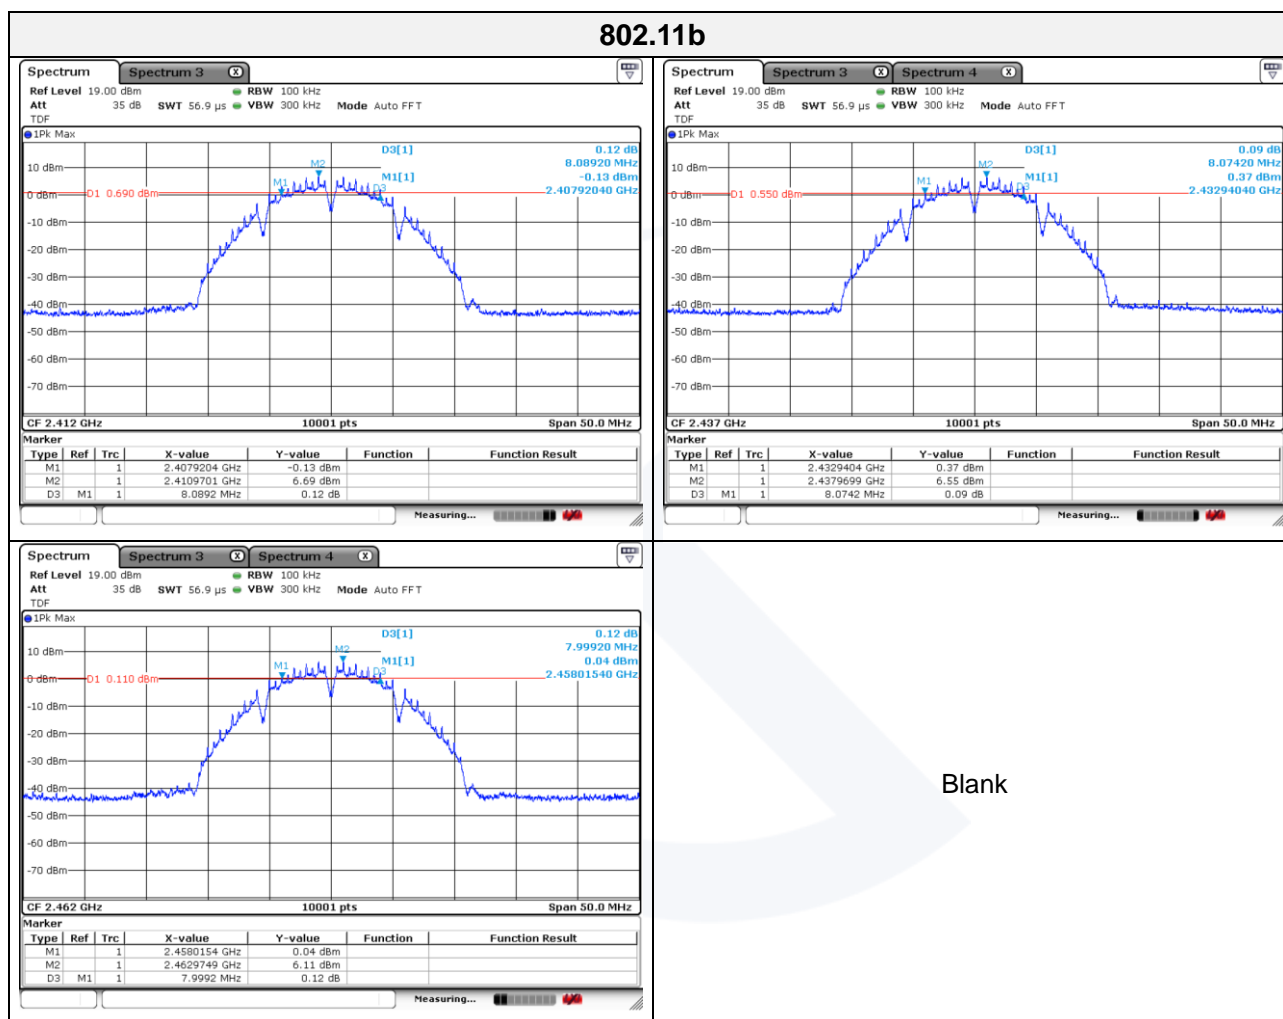 802.11b
Spectrum
Spectrum 3
Ref Level 19.00 dBm RBW 100 kHz
Att 35 dB SWT 56.9 µs VBW 300 kHz Mode Auto FFT
TDF
1Pk Max
D3[1] 0.12 dB
8.08920 MHz
M1[1] -0.13 dBm
2.40792040 GHz
M1
M2
D3
D1 0.690 dBm
10 dBm
0 dBm
-10 dBm
-20 dBm
-30 dBm
-40 dBm
-50 dBm
-60 dBm
-70 dBm
CF 2.412 GHz 10001 pts Span 50.0 MHz
Marker
Type Ref Trc X-value Y-value Function Function Result
M1 1 2.4079204 GHz -0.13 dBm
M2 1 2.4109701 GHz 6.69 dBm
D3 M1 1 8.0892 MHz 0.12 dB
Measuring...
Spectrum
Spectrum 3
Spectrum 4
Ref Level 19.00 dBm RBW 100 kHz
Att 35 dB SWT 56.9 µs VBW 300 kHz Mode Auto FFT
TDF
1Pk Max
D3[1] 0.09 dB
8.07420 MHz
M1[1] 0.37 dBm
2.43294040 GHz
M1
M2
D3
D1 0.550 dBm
10 dBm
0 dBm
-10 dBm
-20 dBm
-30 dBm
-40 dBm
-50 dBm
-60 dBm
-70 dBm
CF 2.437 GHz 10001 pts Span 50.0 MHz
Marker
Type Ref Trc X-value Y-value Function Function Result
M1 1 2.4329404 GHz 0.37 dBm
M2 1 2.4379699 GHz 6.55 dBm
D3 M1 1 8.0742 MHz 0.09 dB
Measuring...
Spectrum
Spectrum 3
Spectrum 4
Ref Level 19.00 dBm RBW 100 kHz
Att 35 dB SWT 56.9 µs VBW 300 kHz Mode Auto FFT
TDF
1Pk Max
D3[1] 0.12 dB
7.99920 MHz
M1[1] 0.04 dBm
2.45801540 GHz
M1
M2
D3
D1 0.110 dBm
10 dBm
0 dBm
-10 dBm
-20 dBm
-30 dBm
-40 dBm
-50 dBm
-60 dBm
-70 dBm
CF 2.462 GHz 10001 pts Span 50.0 MHz
Marker
Type Ref Trc X-value Y-value Function Function Result
M1 1 2.4580154 GHz 0.04 dBm
M2 1 2.4629749 GHz 6.11 dBm
D3 M1 1 7.9992 MHz 0.12 dB
Measuring...
Blank